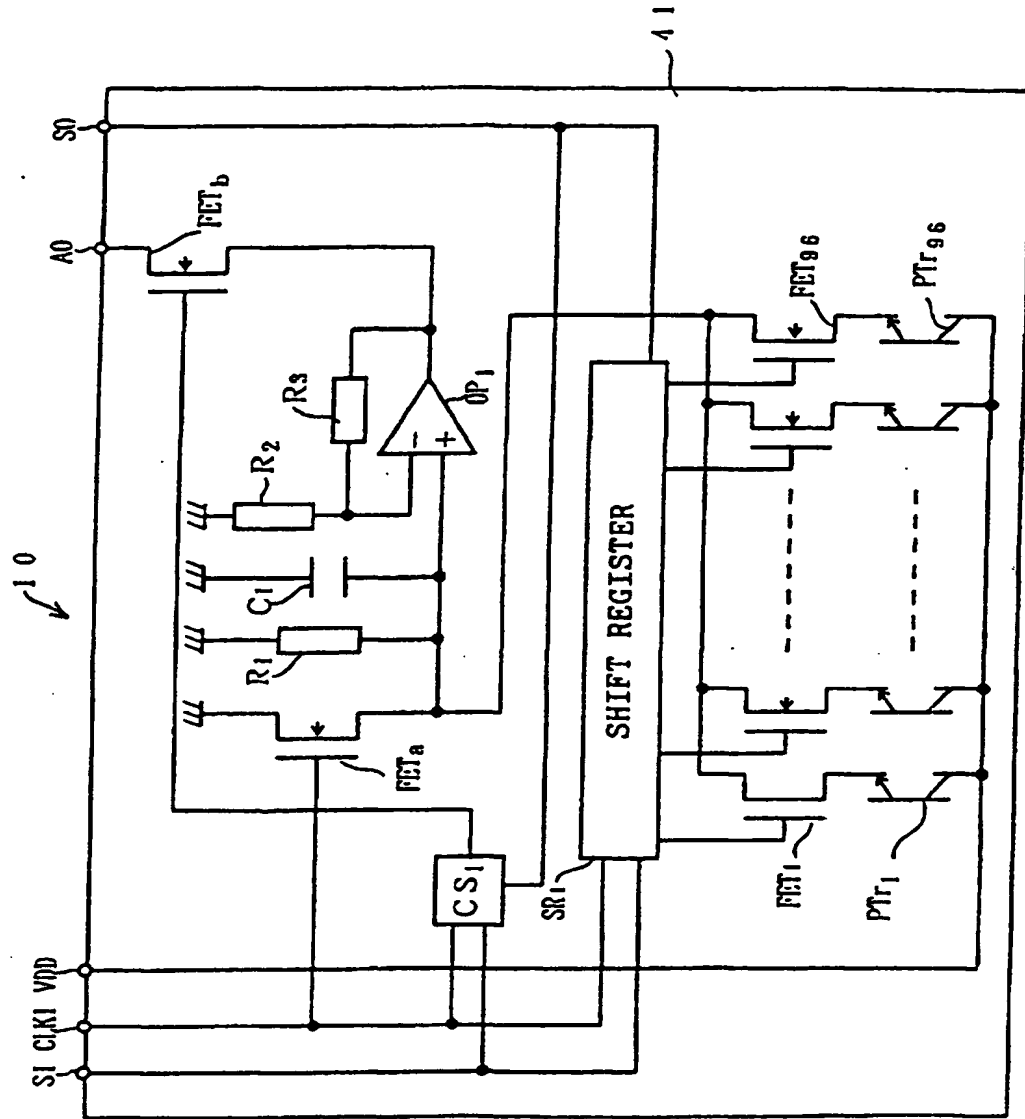 10
41
SI CLK1 VDD
AO
SO
FETb
R3
R2
C1
R1
OP1
FETa
CS1
SR1
SHIFT REGISTER
FET1
FET96
PTr1
PTr96